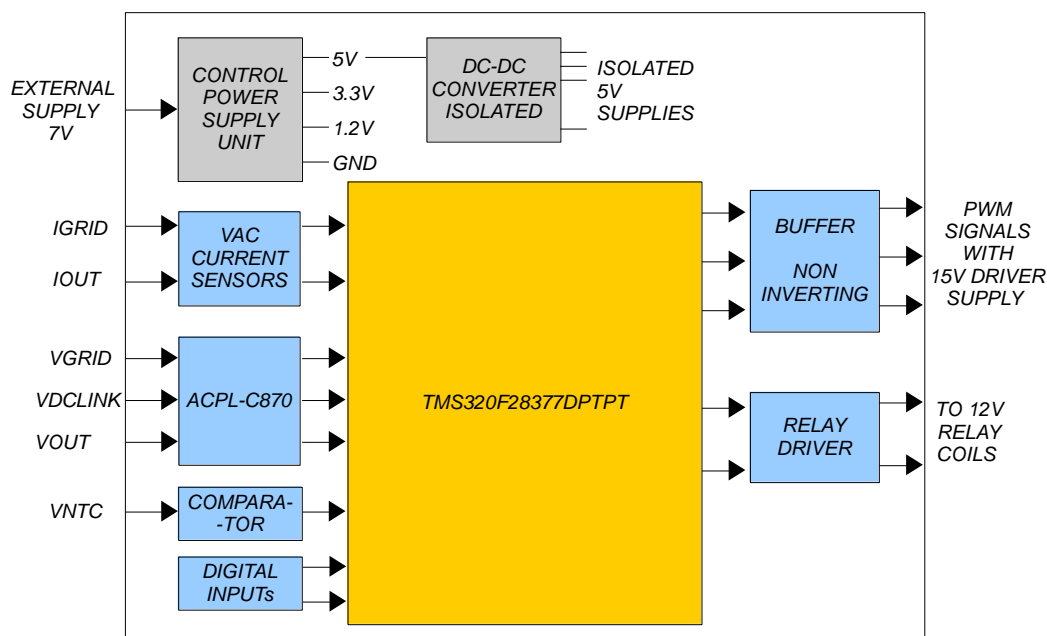 EXTERNAL
SUPPLY
7V
CONTROL
POWER
SUPPLY
UNIT
5V
3.3V
1.2V
GND
DC-DC
CONVERTER
ISOLATED
ISOLATED
5V
SUPPLIES
IGRID
IOUT
VAC
CURRENT
SENSORS
VGRID
VDCLINK
VOUT
ACPL-C870
VNTC
COMPARA-
-TOR
DIGITAL
INPUTs
TMS320F28377DPTPT
BUFFER
NON
INVERTING
PWM
SIGNALS
WITH
15V DRIVER
SUPPLY
RELAY
DRIVER
TO 12V
RELAY
COILS